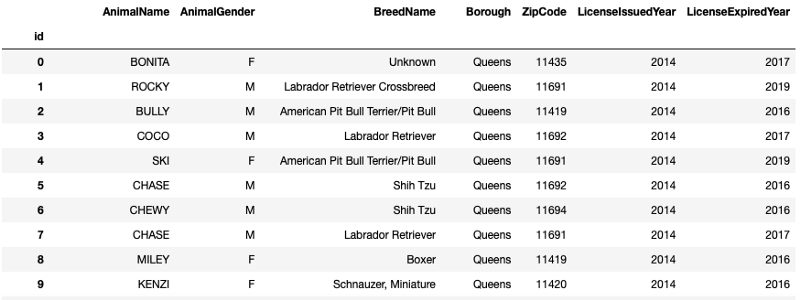 AnimalName AnimalGender BreedName Borough ZipCode LicenseIssuedYear LicenseExpiredYear
id
0 BONITA F Unknown Queens 11435 2014 2017
1 ROCKY M Labrador Retriever Crossbreed Queens 11691 2014 2019
2 BULLY M American Pit Bull Terrier/Pit Bull Queens 11419 2014 2016
3 COCO M Labrador Retriever Queens 11692 2014 2017
4 SKI F American Pit Bull Terrier/Pit Bull Queens 11691 2014 2019
5 CHASE M Shih Tzu Queens 11692 2014 2016
6 CHEWY M Shih Tzu Queens 11694 2014 2016
7 CHASE M Labrador Retriever Queens 11691 2014 2017
8 MILEY F Boxer Queens 11419 2014 2016
9 KENZI F Schnauzer, Miniature Queens 11420 2014 2016